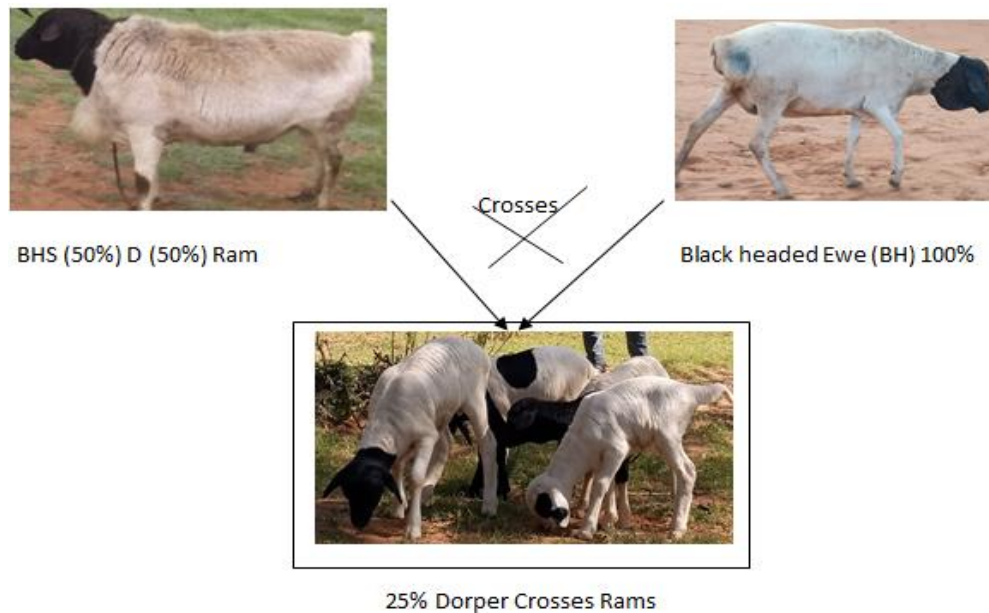 Crosses
BHS (50%) D (50%) Ram
Black headed Ewe (BH) 100%
25% Dorper Crosses Rams